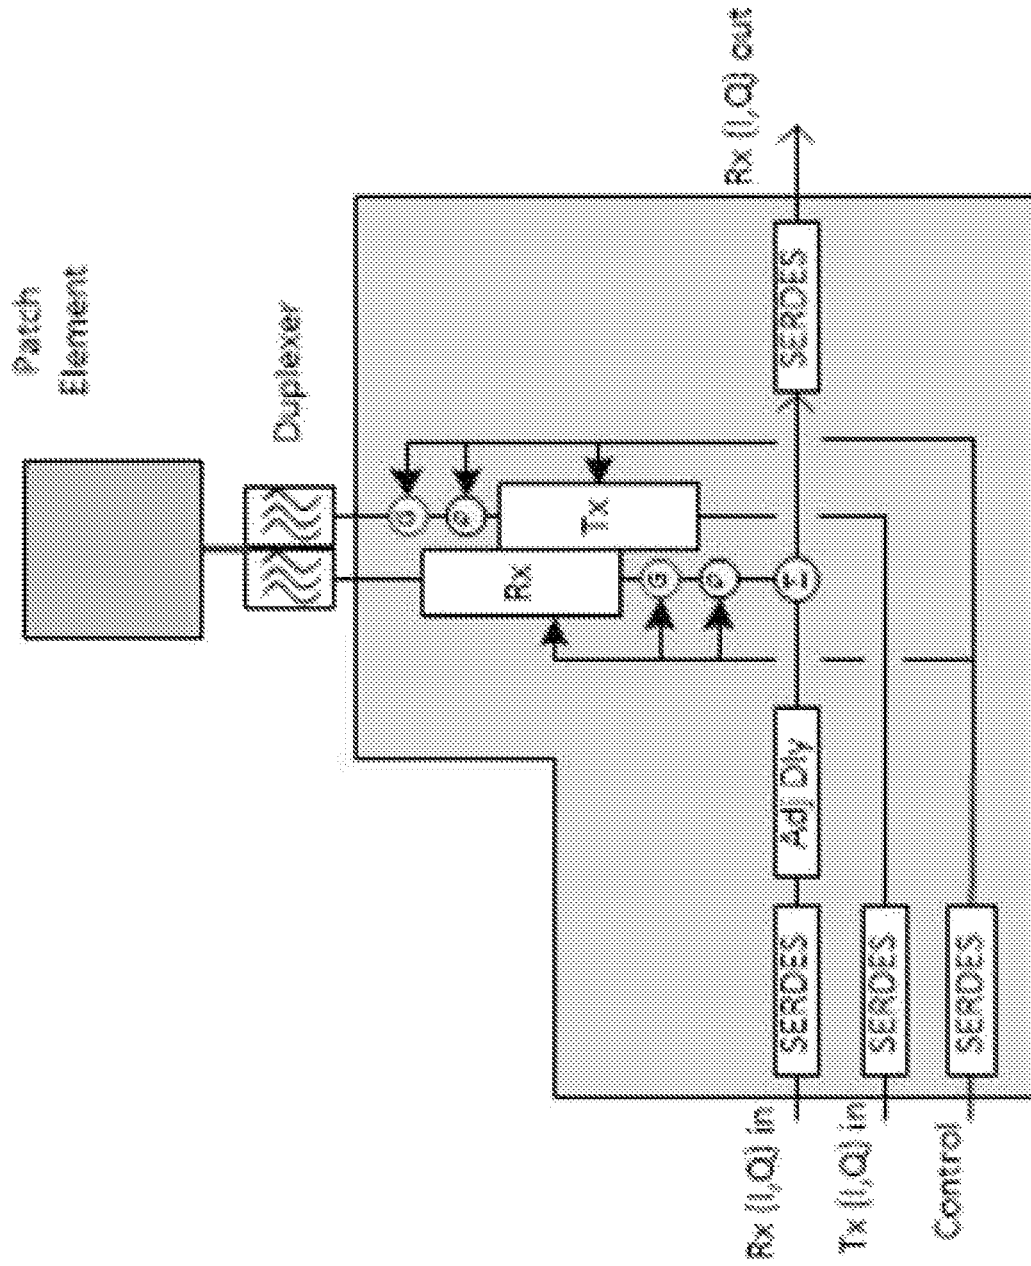 Patch
Element
Duplexer
Rx (I,Q) out
G
P
Tx
Rx
G
P
Σ
SERDES
Adj Dly
SERDES
SERDES
SERDES
Rx (I,Q) in
Tx (I,Q) in
Control